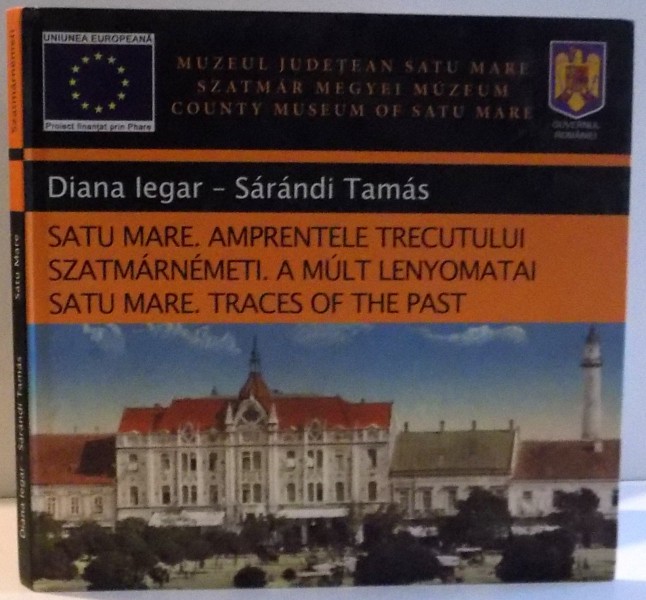 UNIUNEA EUROPEANĂ
Proiect finanțat prin Phare
MUZEUL JUDEȚEAN SATU MARE
SZATMÁR MEGYEI MÚZEUM
COUNTY MUSEUM OF SATU MARE
GUVERNUL
ROMÂNIEI
Diana Iegar – Sárándi Tamás
SATU MARE. AMPRENTELE TRECUTULUI
SZATMÁRNÉMETI. A MÚLT LENYOMATAI
SATU MARE. TRACES OF THE PAST
Diana Iegar – Sárándi Tamás
Satu Mare
Szatmárnémeti